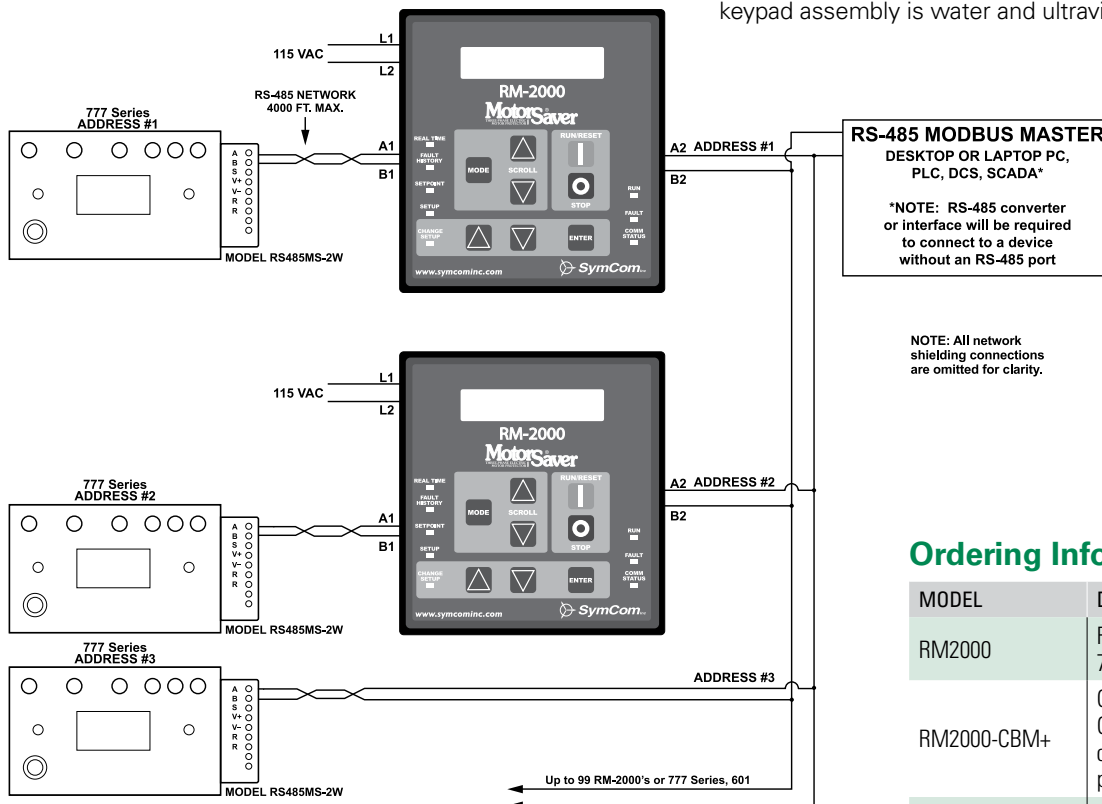 keypad assembly is water and ultravi
L1
115 VAC
L2
RS-485 NETWORK
4000 FT. MAX.
777 Series
ADDRESS #1
A
B
S
V+
V-
R
R
MODEL RS485MS-2W
A1
B1
RM-2000
MotorSaver
REAL TIME
FAULT
HISTORY
SETPOINT
SETUP
CHANGE
SETUP
MODE
SCROLL
RUN/RESET
STOP
RUN
FAULT
COMM
STATUS
ENTER
www.symcominc.com
SymCom
A2 ADDRESS #1
B2
RS-485 MODBUS MASTER
DESKTOP OR LAPTOP PC,
PLC, DCS, SCADA*
*NOTE: RS-485 converter
or interface will be required
to connect to a device
without an RS-485 port
NOTE: All network
shielding connections
are omitted for clarity.
L1
115 VAC
L2
777 Series
ADDRESS #2
A
B
S
V+
V-
R
R
MODEL RS485MS-2W
A1
B1
RM-2000
MotorSaver
REAL TIME
FAULT
HISTORY
SETPOINT
SETUP
CHANGE
SETUP
MODE
SCROLL
RUN/RESET
STOP
RUN
FAULT
COMM
STATUS
ENTER
www.symcominc.com
SymCom
A2 ADDRESS #2
B2
777 Series
ADDRESS #3
A
B
S
V+
V-
R
R
MODEL RS485MS-2W
ADDRESS #3
Up to 99 RM-2000's or 777 Series, 601
Ordering Info
MODEL D
RM2000
RM2000-CBM+